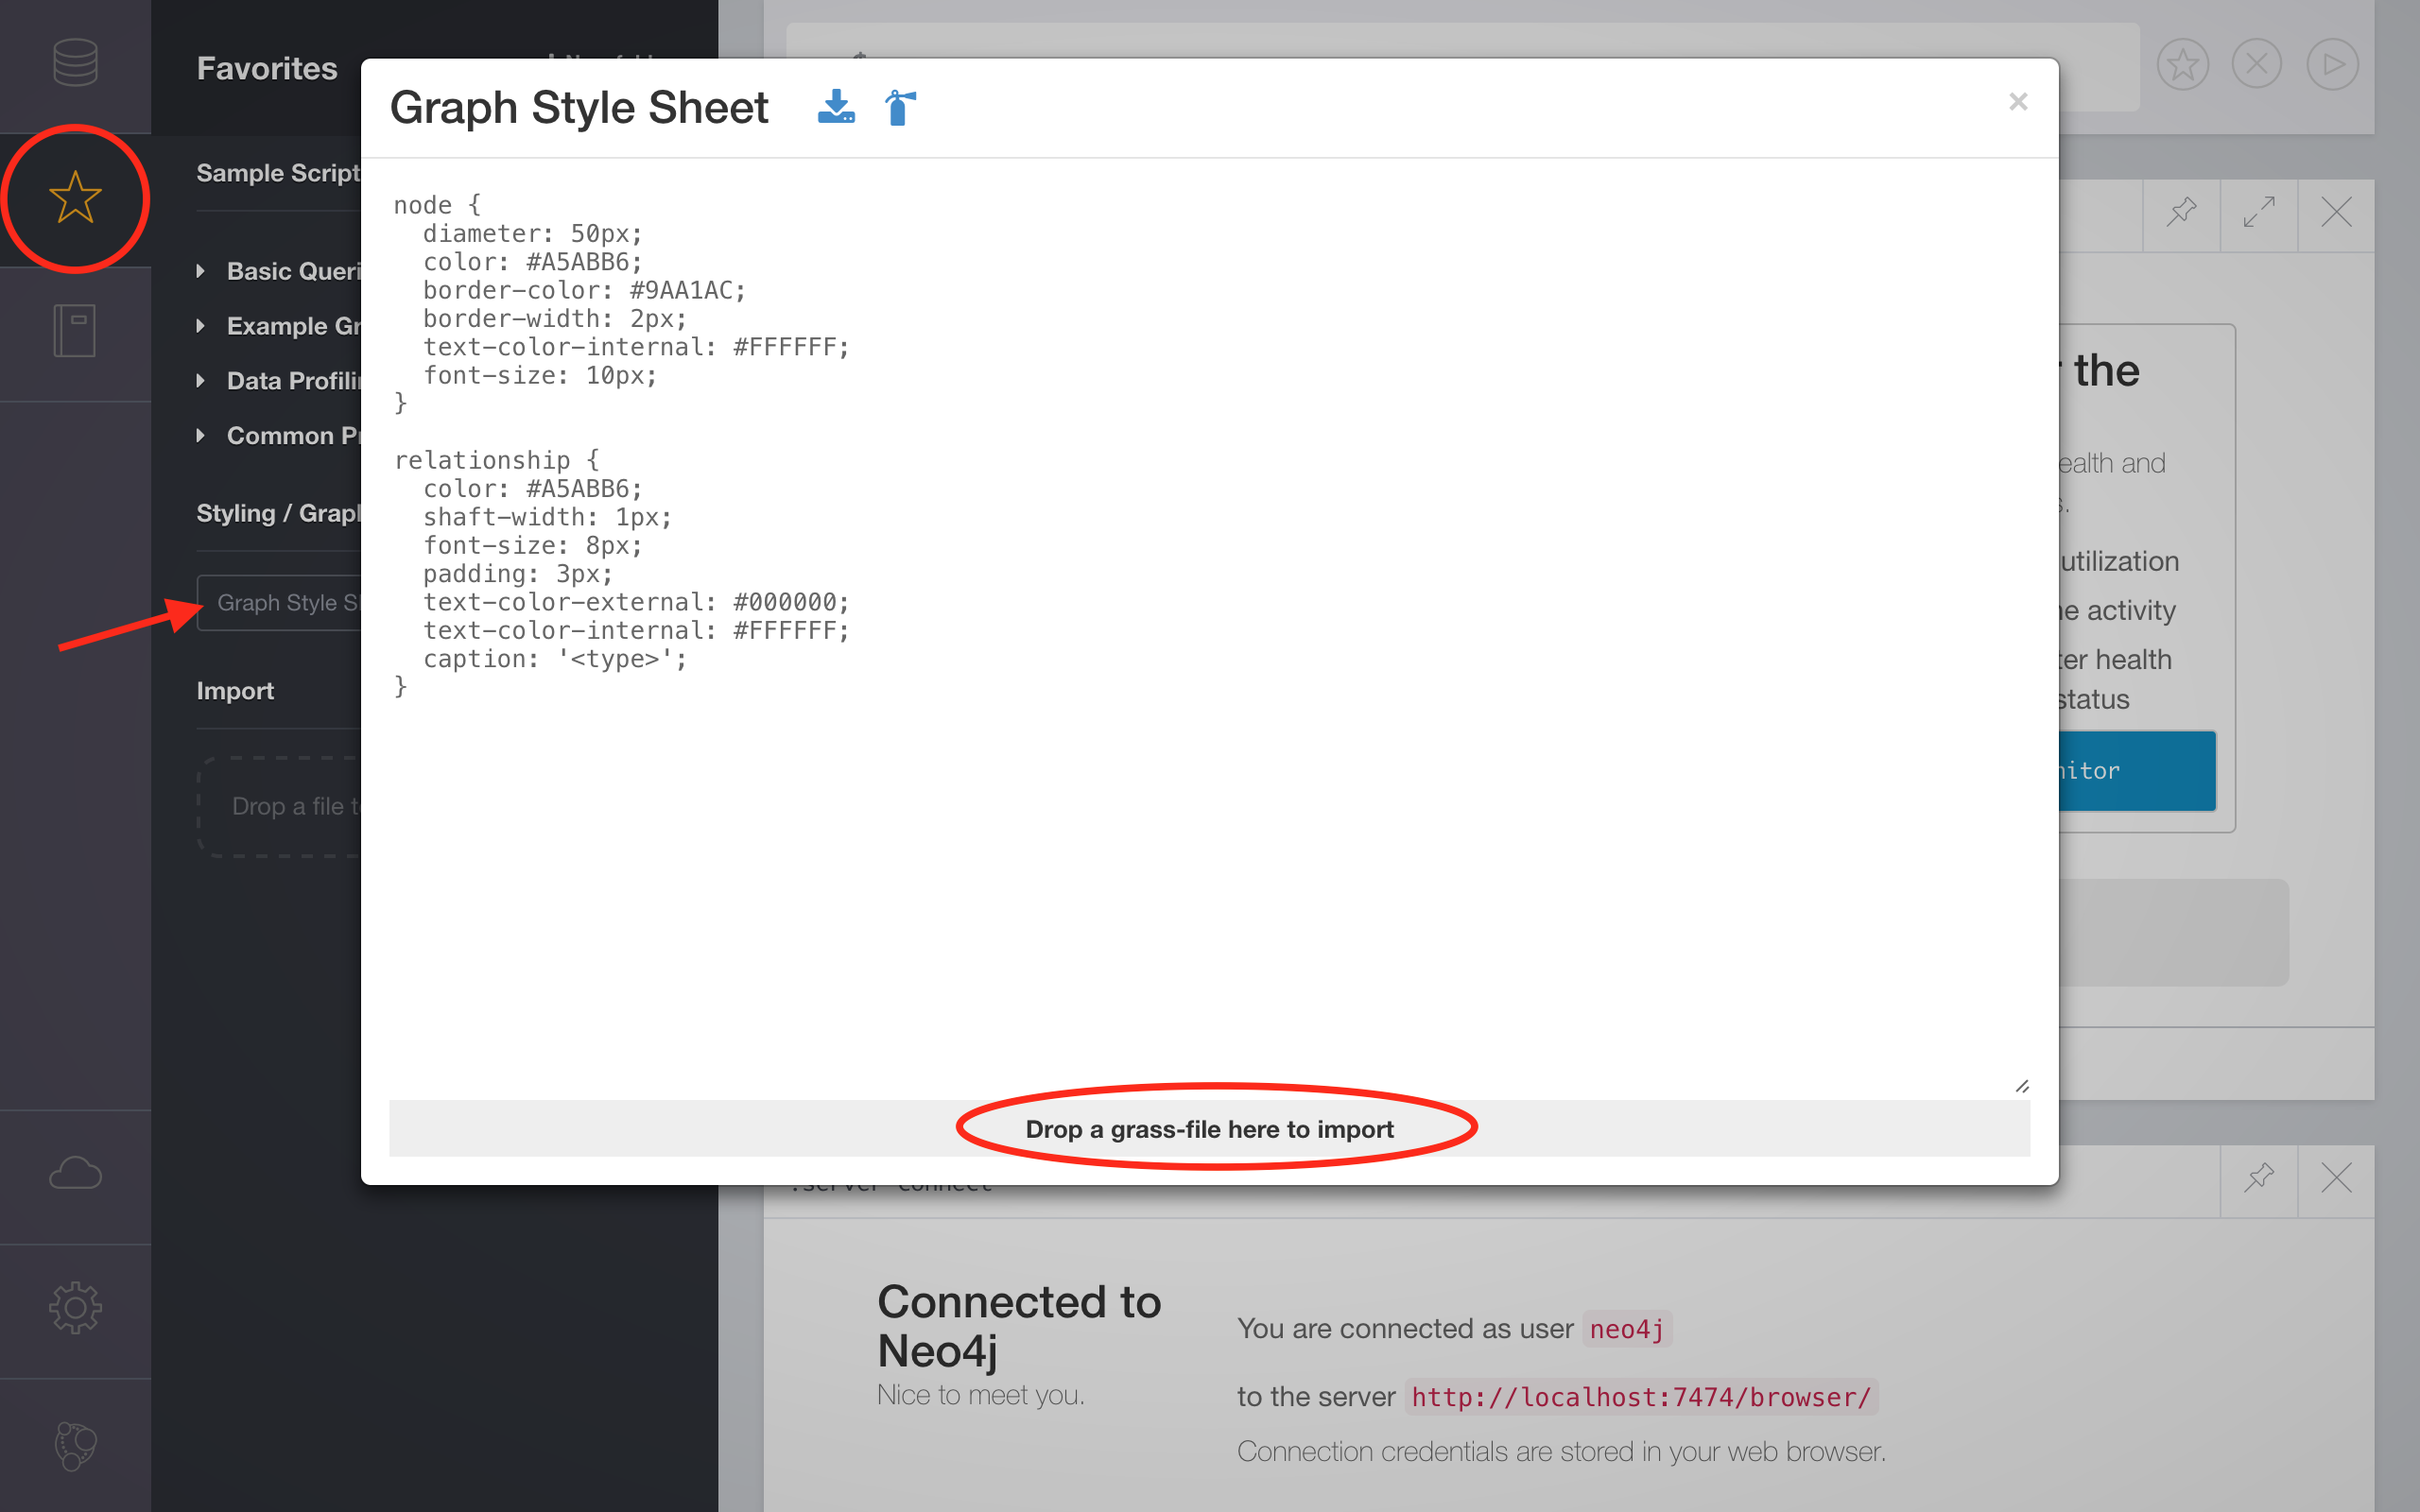 Favorites
Sample Script
Basic Queri
Example Gr
Data Profili
Common P
Styling / Grap
Graph Style S
Import
Drop a file t
$
Graph Style Sheet
×
node {
  diameter: 50px;
  color: #A5ABB6;
  border-color: #9AA1AC;
  border-width: 2px;
  text-color-internal: #FFFFFF;
  font-size: 10px;
}
relationship {
  color: #A5ABB6;
  shaft-width: 1px;
  font-size: 8px;
  padding: 3px;
  text-color-external: #000000;
  text-color-internal: #FFFFFF;
  caption: '<type>';
}
Drop a grass-file here to import
the
ealth and
s.
utilization
ne activity
ter health
status
nitor
:server connect
Connected to
Neo4j
Nice to meet you.
You are connected as user neo4j
to the server http://localhost:7474/browser/
Connection credentials are stored in your web browser.